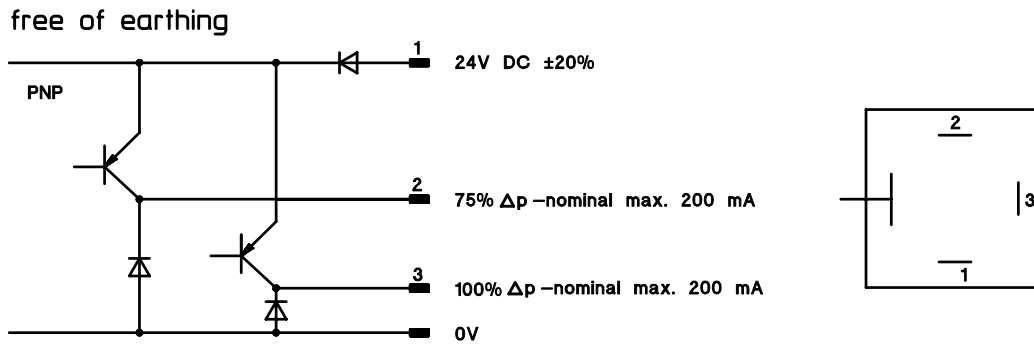 free of earthing
1
24V DC ±20%
PNP
2
75% Δp-nominal max. 200 mA
3
100% Δp-nominal max. 200 mA
0V
2
3
1